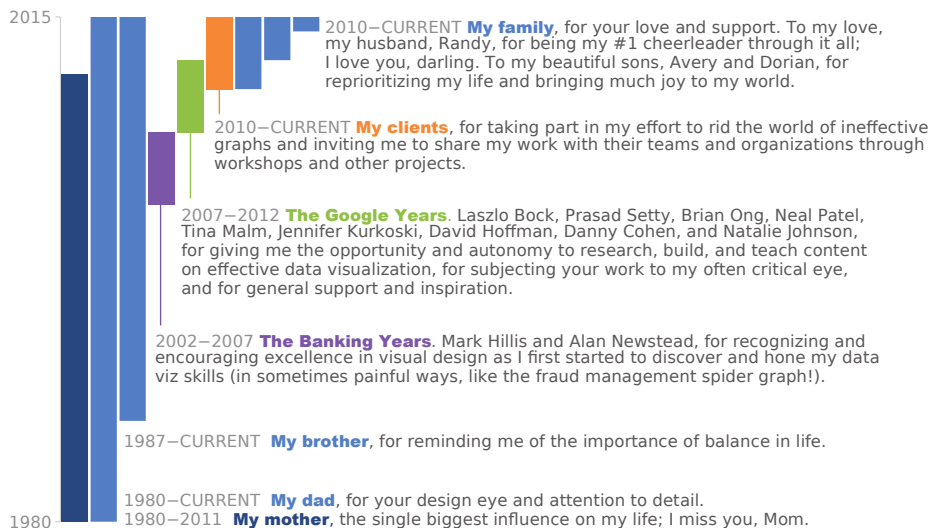 2015
2010−CURRENT My family, for your love and support. To my love,
my husband, Randy, for being my #1 cheerleader through it all;
I love you, darling. To my beautiful sons, Avery and Dorian, for
reprioritizing my life and bringing much joy to my world.
2010−CURRENT My clients, for taking part in my effort to rid the world of ineffective
graphs and inviting me to share my work with their teams and organizations through
workshops and other projects.
2007−2012 The Google Years. Laszlo Bock, Prasad Setty, Brian Ong, Neal Patel,
Tina Malm, Jennifer Kurkoski, David Hoffman, Danny Cohen, and Natalie Johnson,
for giving me the opportunity and autonomy to research, build, and teach content
on effective data visualization, for subjecting your work to my often critical eye,
and for general support and inspiration.
2002−2007 The Banking Years. Mark Hillis and Alan Newstead, for recognizing and
encouraging excellence in visual design as I first started to discover and hone my data
viz skills (in sometimes painful ways, like the fraud management spider graph!).
1987−CURRENT My brother, for reminding me of the importance of balance in life.
1980−CURRENT My dad, for your design eye and attention to detail.
1980 1980−2011 My mother, the single biggest influence on my life; I miss you, Mom.